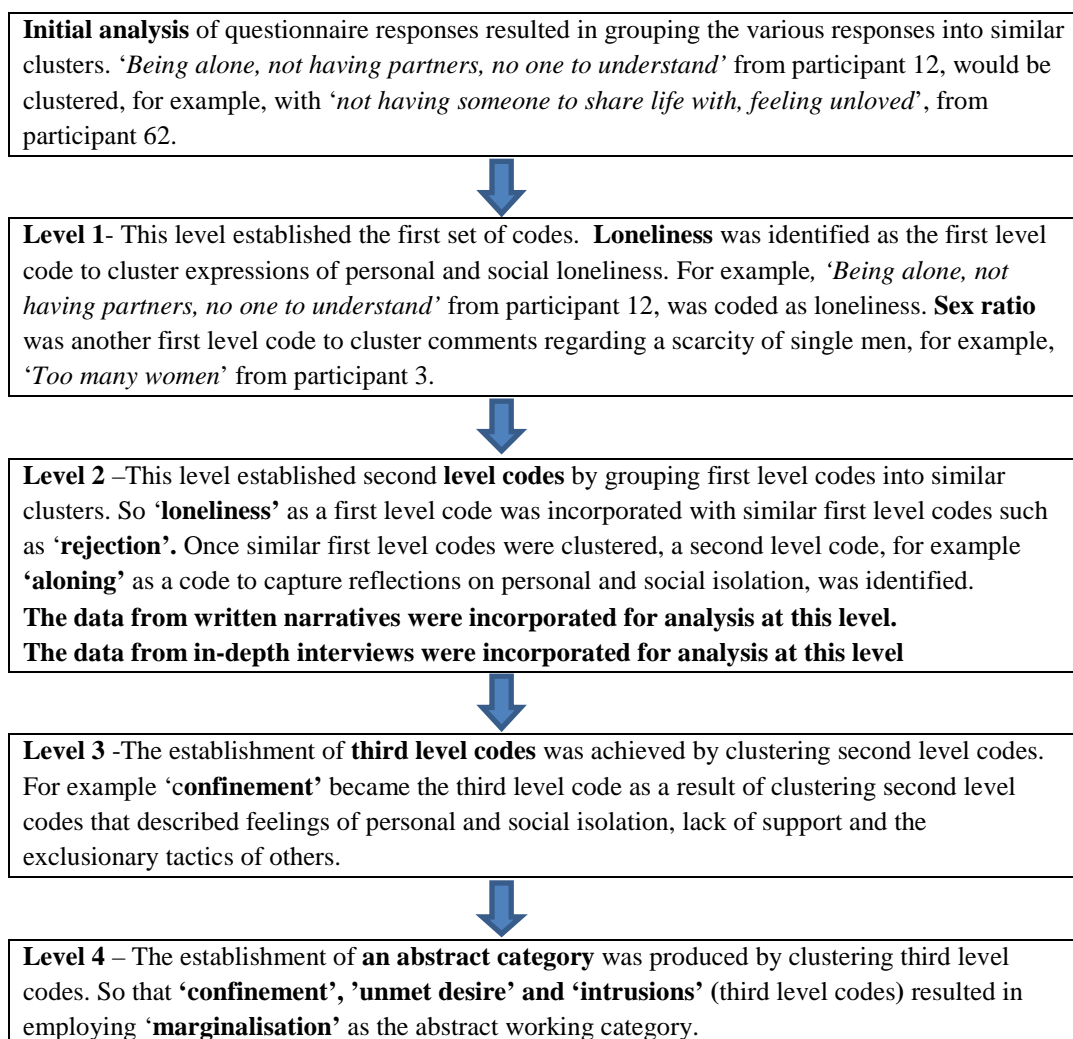 Initial analysis of questionnaire responses resulted in grouping the various responses into similar
clusters. ‘Being alone, not having partners, no one to understand’ from participant 12, would be
clustered, for example, with ‘not having someone to share life with, feeling unloved’, from
participant 62.
Level 1- This level established the first set of codes.  Loneliness was identified as the first level
code to cluster expressions of personal and social loneliness. For example, ‘Being alone, not
having partners, no one to understand’ from participant 12, was coded as loneliness. Sex ratio
was another first level code to cluster comments regarding a scarcity of single men, for example,
‘Too many women’ from participant 3.
Level 2 –This level established second level codes by grouping first level codes into similar
clusters. So ‘loneliness’ as a first level code was incorporated with similar first level codes such
as ‘rejection’. Once similar first level codes were clustered, a second level code, for example
‘aloning’ as a code to capture reflections on personal and social isolation, was identified.
The data from written narratives were incorporated for analysis at this level.
The data from in-depth interviews were incorporated for analysis at this level
Level 3 -The establishment of third level codes was achieved by clustering second level codes.
For example ‘confinement’ became the third level code as a result of clustering second level
codes that described feelings of personal and social isolation, lack of support and the
exclusionary tactics of others.
Level 4 – The establishment of an abstract category was produced by clustering third level
codes. So that ‘confinement’, ’unmet desire’ and ‘intrusions’ (third level codes) resulted in
employing ‘marginalisation’ as the abstract working category.